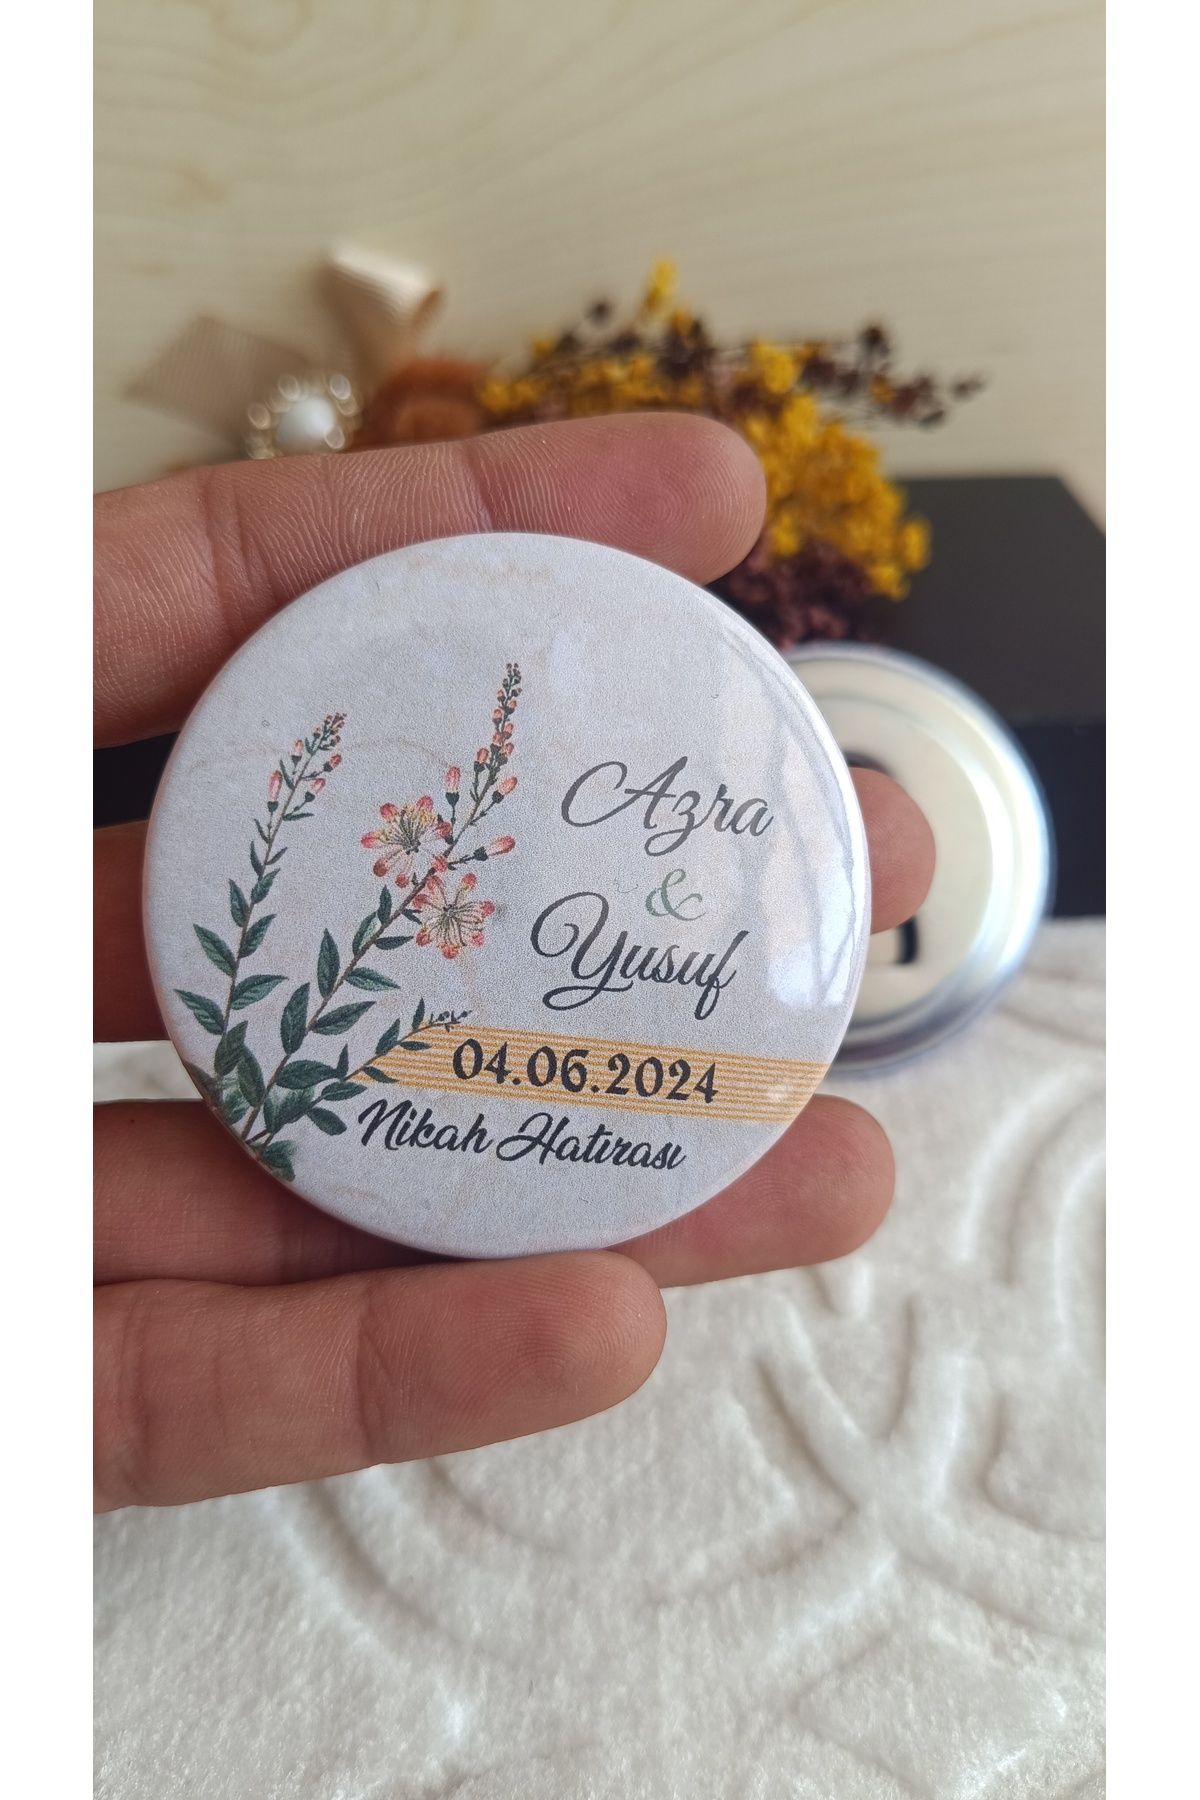 Azra
&
Yusuf
04.06.2024
Nikah Hatırası